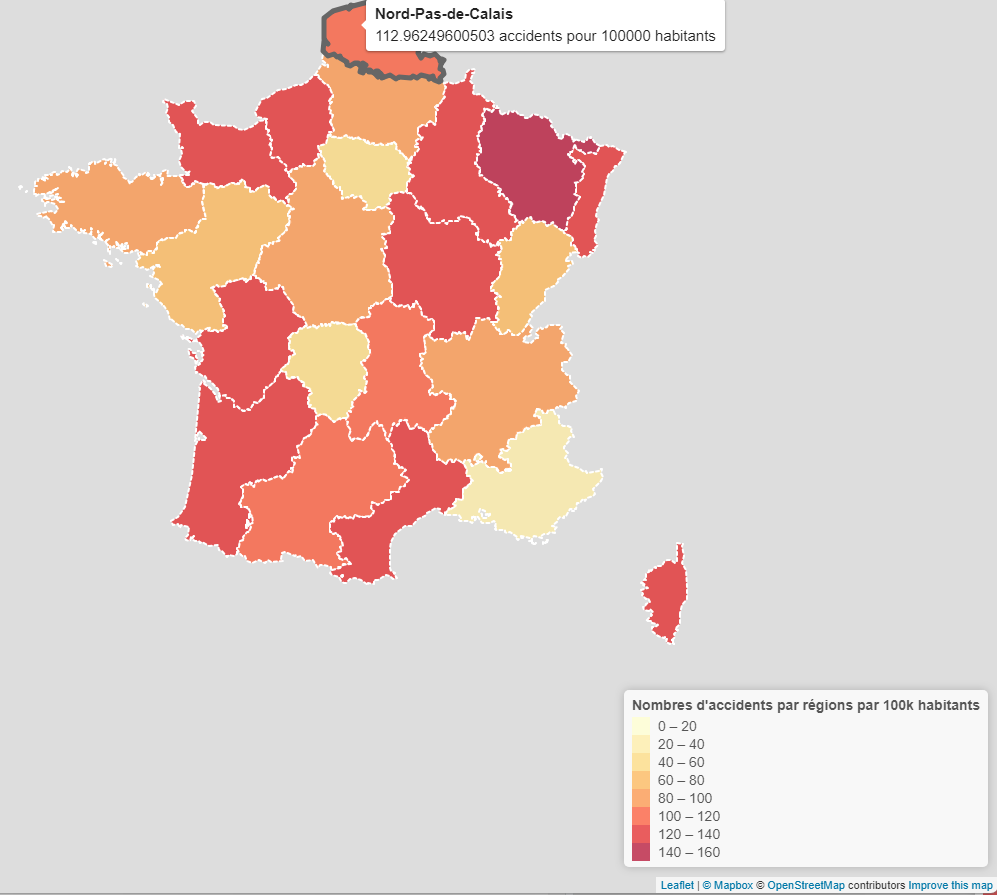 Nord-Pas-de-Calais
112.96249600503 accidents pour 100000 habitants
Nombres d'accidents par régions par 100k habitants
0 – 20
20 – 40
40 – 60
60 – 80
80 – 100
100 – 120
120 – 140
140 – 160
Leaflet | © Mapbox © OpenStreetMap contributors Improve this map